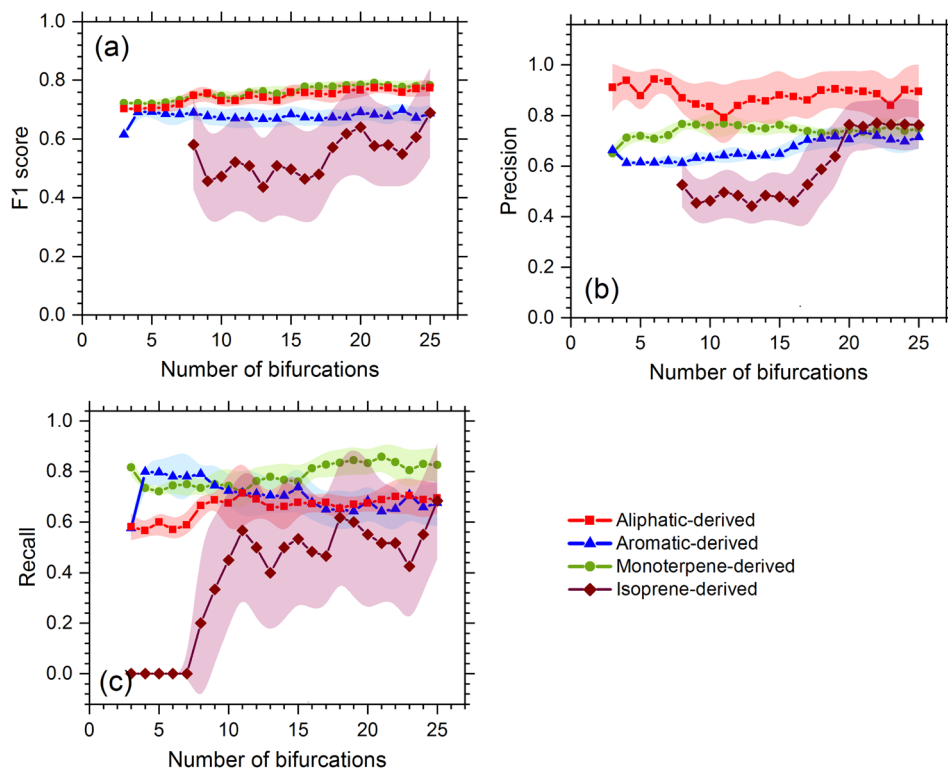 (a)
F1 score
1.0
0.8
0.6
0.4
0.2
0.0
0 5 10 15 20 25
Number of bifurcations
(b)
Precision
1.0
0.8
0.6
0.4
0.2
0.0
0 5 10 15 20 25
Number of bifurcations
(c)
Recall
1.0
0.8
0.6
0.4
0.2
0.0
0 5 10 15 20 25
Number of bifurcations
Aliphatic-derived
Aromatic-derived
Monoterpene-derived
Isoprene-derived